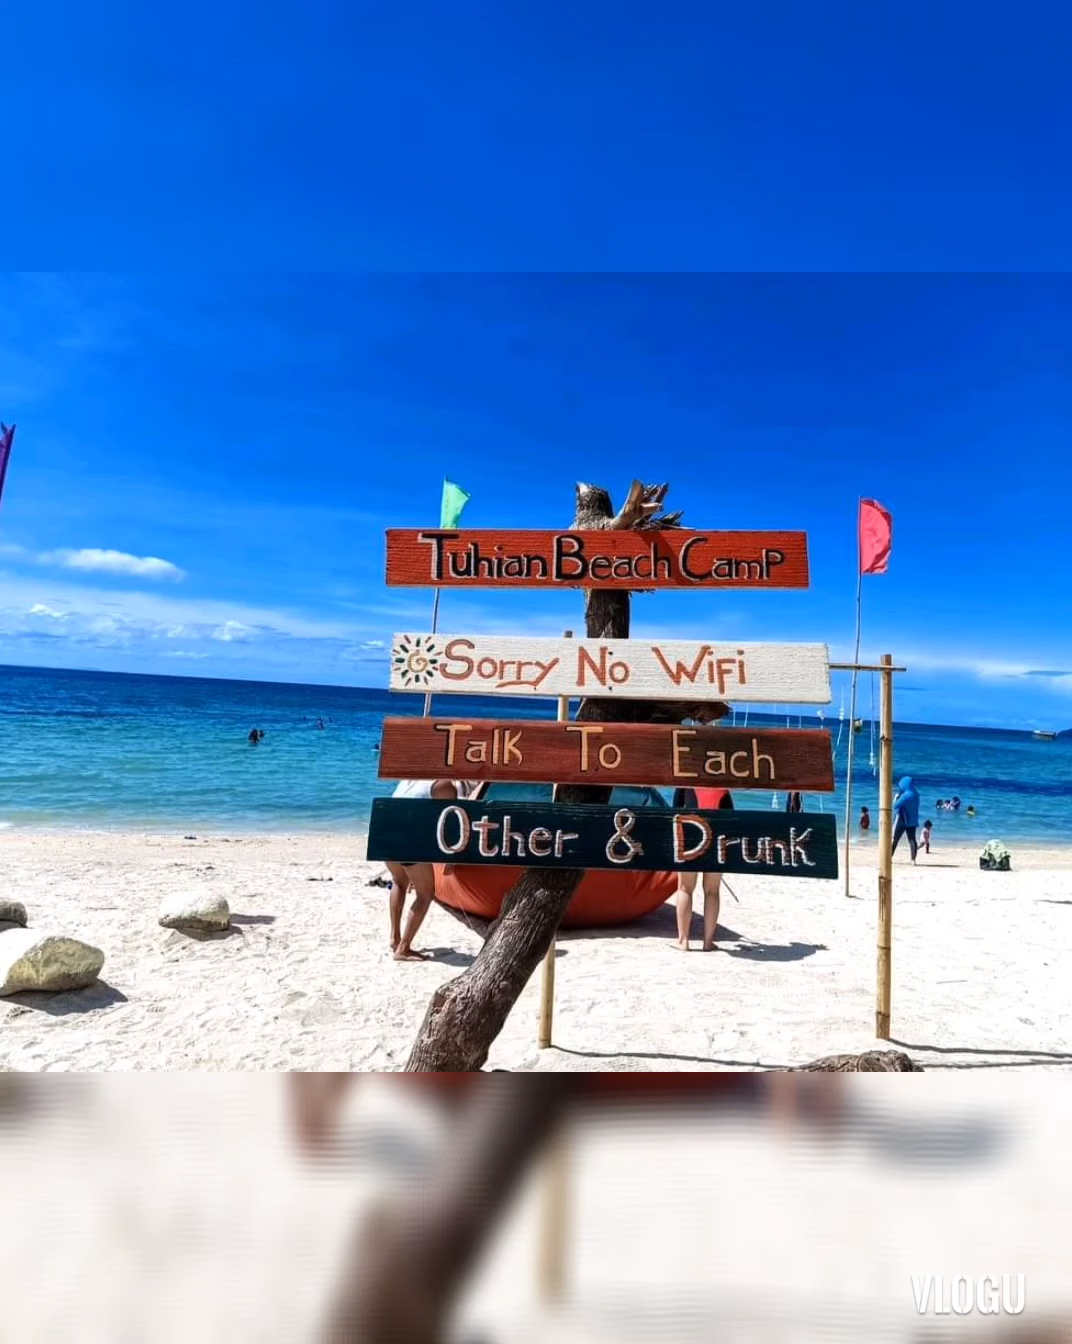 Tuhian Beach Camp
Sorry No Wifi
Talk To Each
Other & Drunk
VLOGU